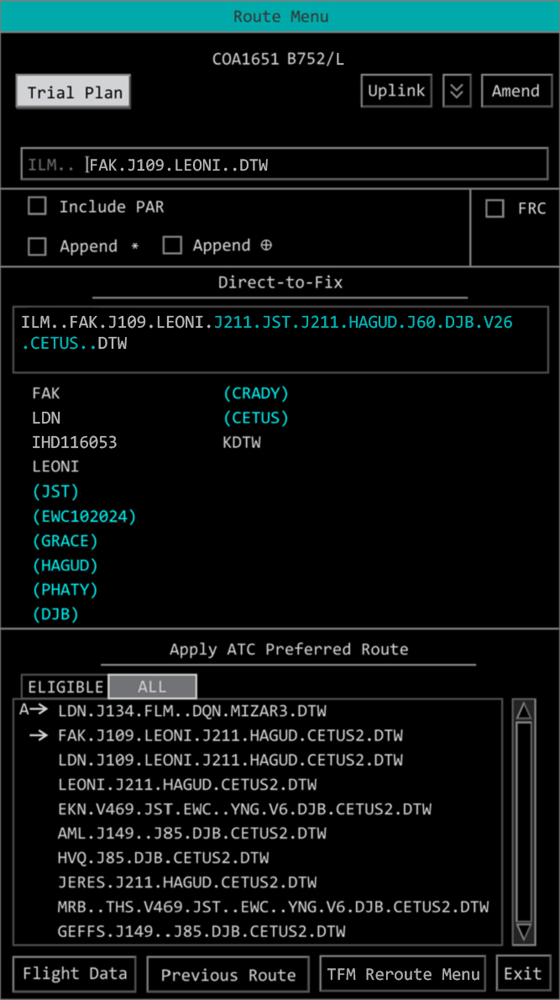 Route Menu
COA1651 B752/L
Trial Plan
Uplink
Amend
ILM.. FAK.J109.LEONI..DTW
Include PAR
FRC
Append *
Append ⊕
Direct-to-Fix
ILM..FAK.J109.LEONI.J211.JST.J211.HAGUD.J60.DJB.V26
.CETUS..DTW
FAK (CRADY)
LDN (CETUS)
IHD116053 KDTW
LEONI
(JST)
(EWC102024)
(GRACE)
(HAGUD)
(PHATY)
(DJB)
Apply ATC Preferred Route
ELIGIBLE ALL
A→ LDN.J134.FLM..DQN.MIZAR3.DTW
→ FAK.J109.LEONI.J211.HAGUD.CETUS2.DTW
LDN.J109.LEONI.J211.HAGUD.CETUS2.DTW
LEONI.J211.HAGUD.CETUS2.DTW
EKN.V469.JST.EWC..YNG.V6.DJB.CETUS2.DTW
AML.J149..J85.DJB.CETUS2.DTW
HVQ.J85.DJB.CETUS2.DTW
JERES.J211.HAGUD.CETUS2.DTW
MRB..THS.V469.JST..EWC..YNG.V6.DJB.CETUS2.DTW
GEFFS.J149..J85.DJB.CETUS2.DTW
Flight Data
Previous Route
TFM Reroute Menu
Exit